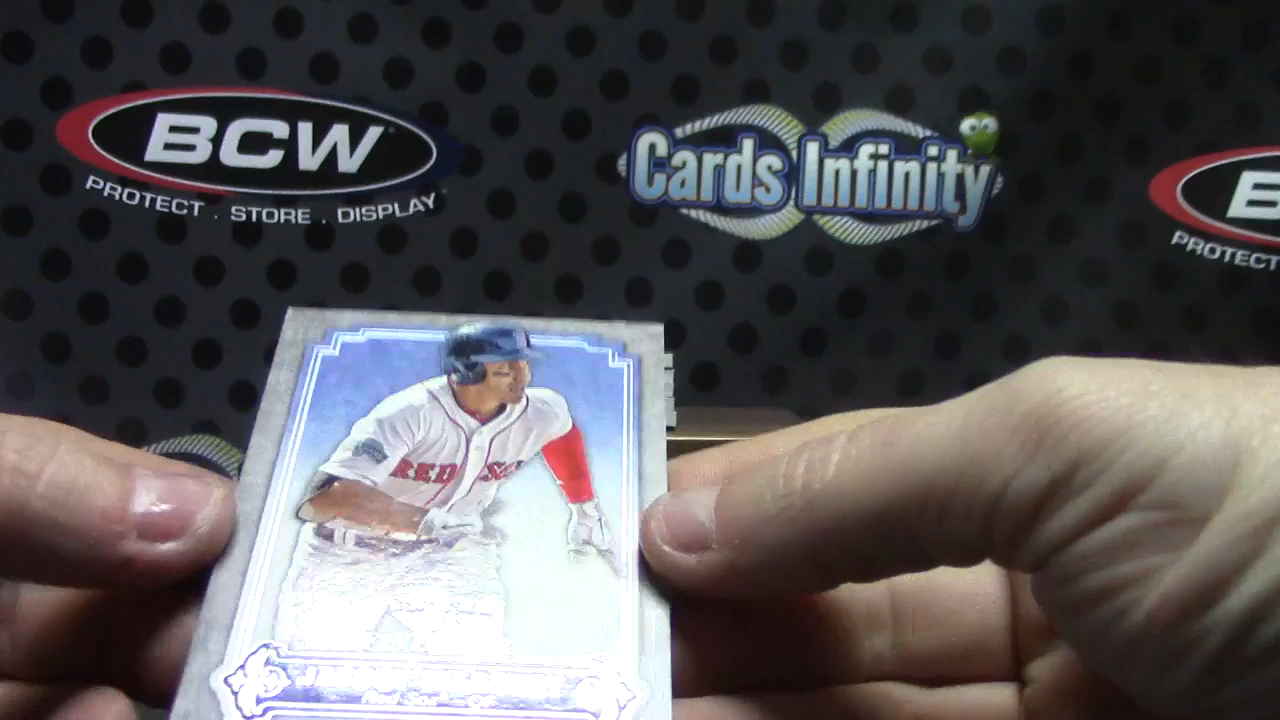 BCW
PROTECT . STORE . DISPLAY
Cards Infinity
PROTECT
RED SOX